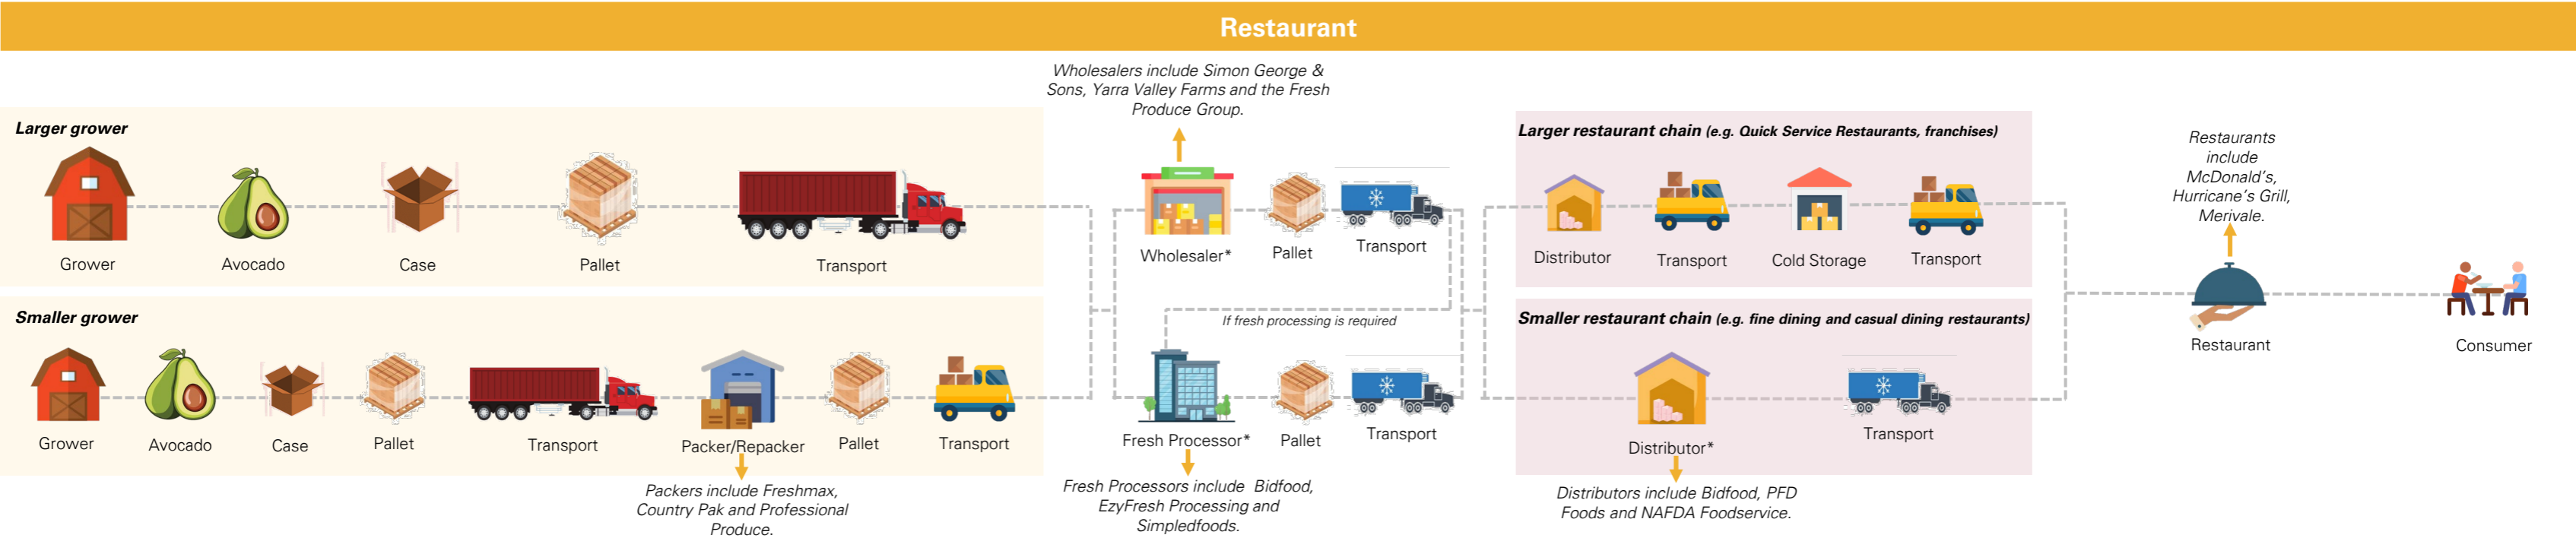 Restaurant
Wholesalers include Simon George &
Sons, Yarra Valley Farms and the Fresh
Produce Group.
Larger grower
Grower
Avocado
Case
Pallet
Transport
Wholesaler*
Pallet
Transport
Larger restaurant chain (e.g. Quick Service Restaurants, franchises)
Distributor
Transport
Cold Storage
Transport
Restaurants
include
McDonald's,
Hurricane's Grill,
Merivale.
Smaller grower
Grower
Avocado
Case
Pallet
Transport
Packer/Repacker
Pallet
Transport
Packers include Freshmax,
Country Pak and Professional
Produce.
If fresh processing is required
Fresh Processor*
Pallet
Transport
Fresh Processors include Bidfood,
EzyFresh Processing and
Simpledfoods.
Smaller restaurant chain (e.g. fine dining and casual dining restaurants)
Distributor*
Transport
Distributors include Bidfood, PFD
Foods and NAFDA Foodservice.
Restaurant
Consumer